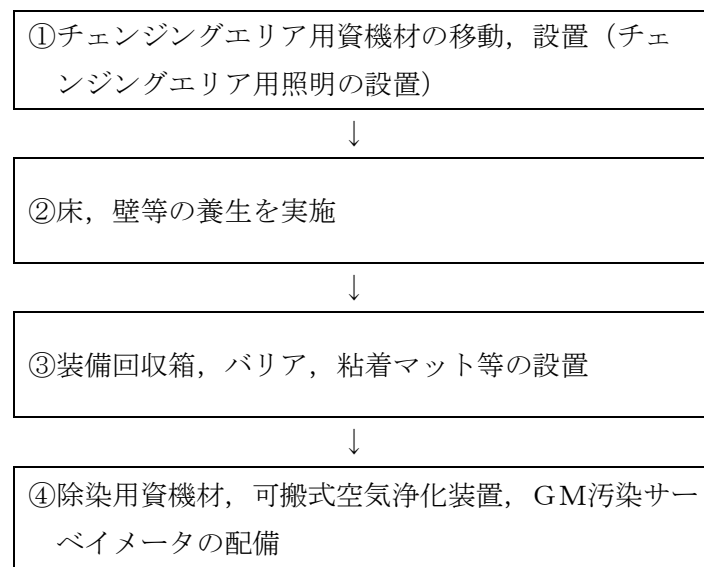 ①チェンジングエリア用資機材の移動，設置（チェ
ンジングエリア用照明の設置）
↓
②床，壁等の養生を実施
↓
③装備回収箱，バリア，粘着マット等の設置
↓
④除染用資機材，可搬式空気浄化装置，ＧＭ汚染サー
ベイメータの配備